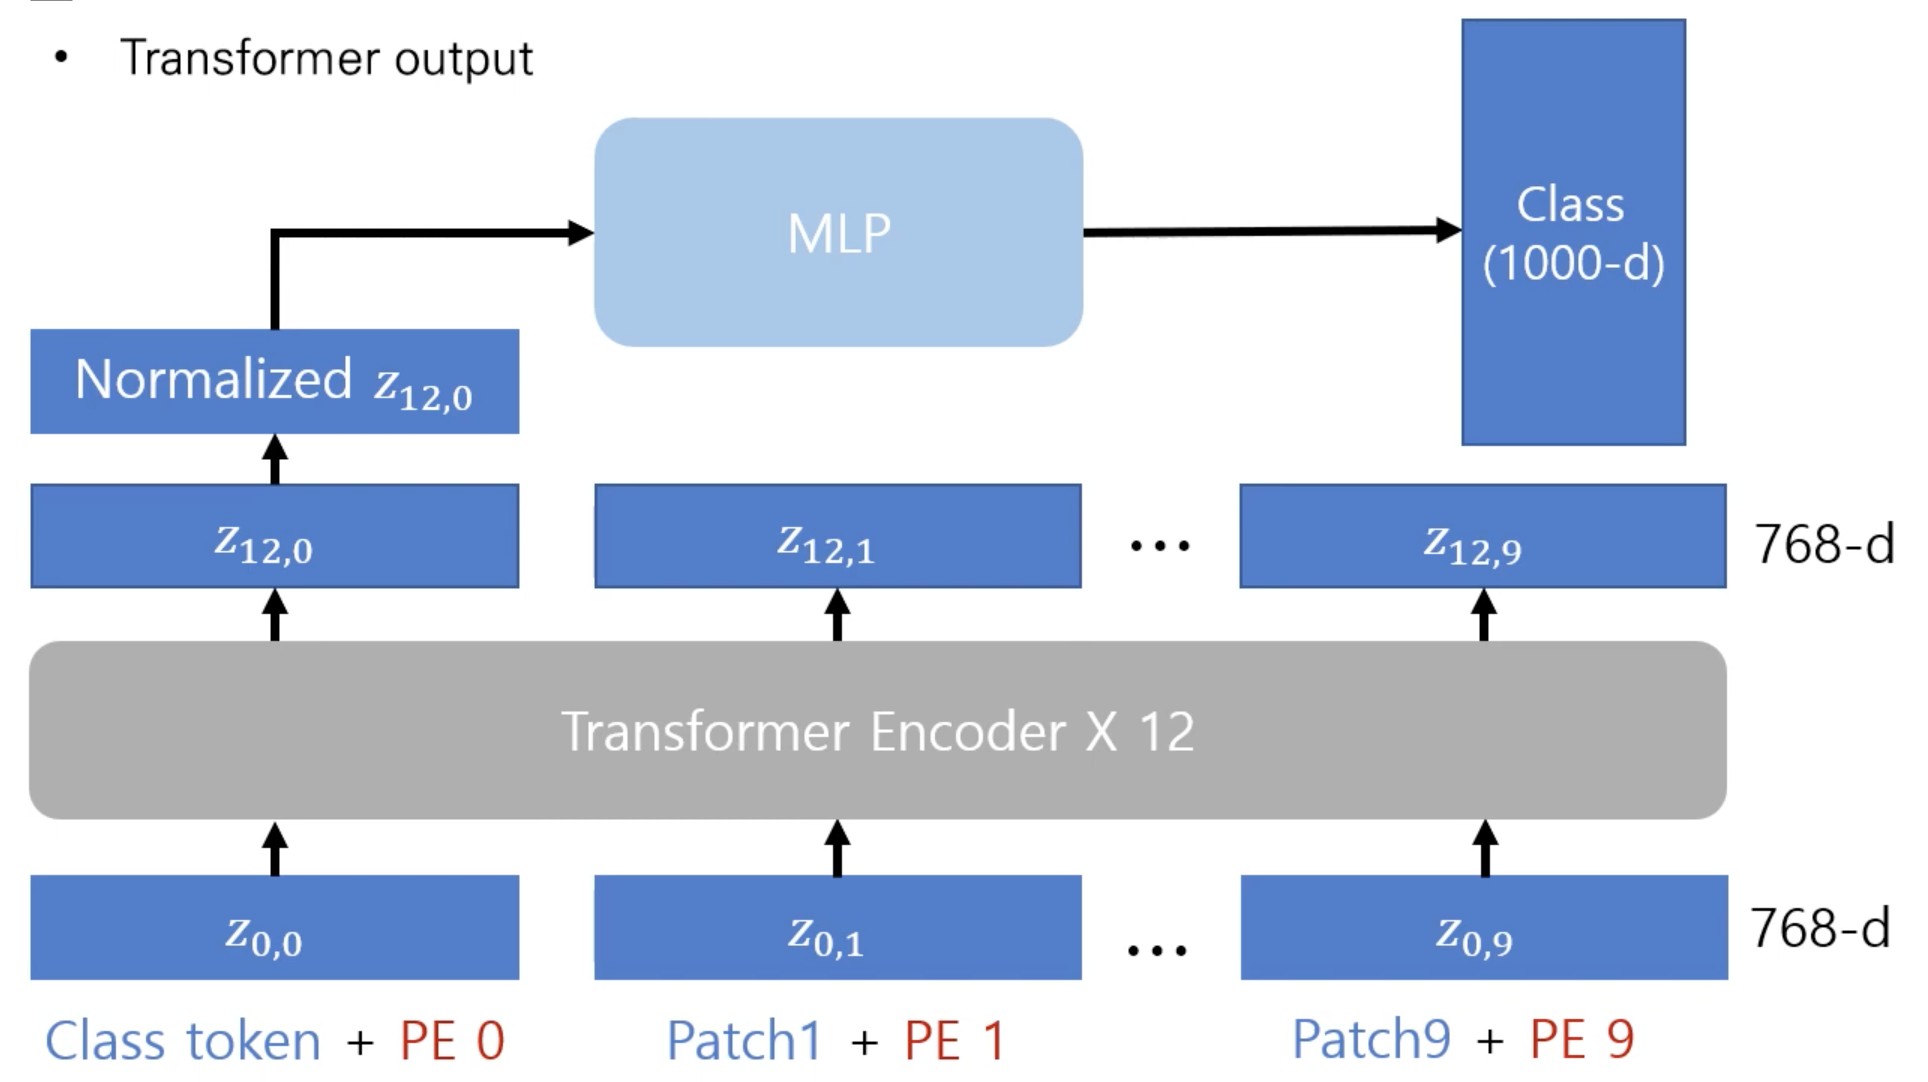 • Transformer output
MLP
Class
(1000-d)
Normalized z₁₂,₀
z₁₂,₀ z₁₂,₁ ... z₁₂,₉ 768-d
Transformer Encoder X 12
z₀,₀ z₀,₁ ... z₀,₉ 768-d
Class token + PE 0 Patch1 + PE 1 Patch9 + PE 9